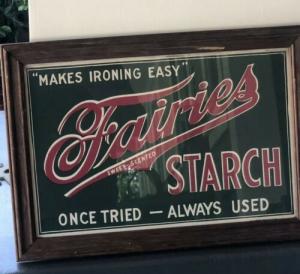 "MAKES IRONING EASY"
Fairies
SWEET-SCENTED
STARCH
ONCE TRIED — ALWAYS USED